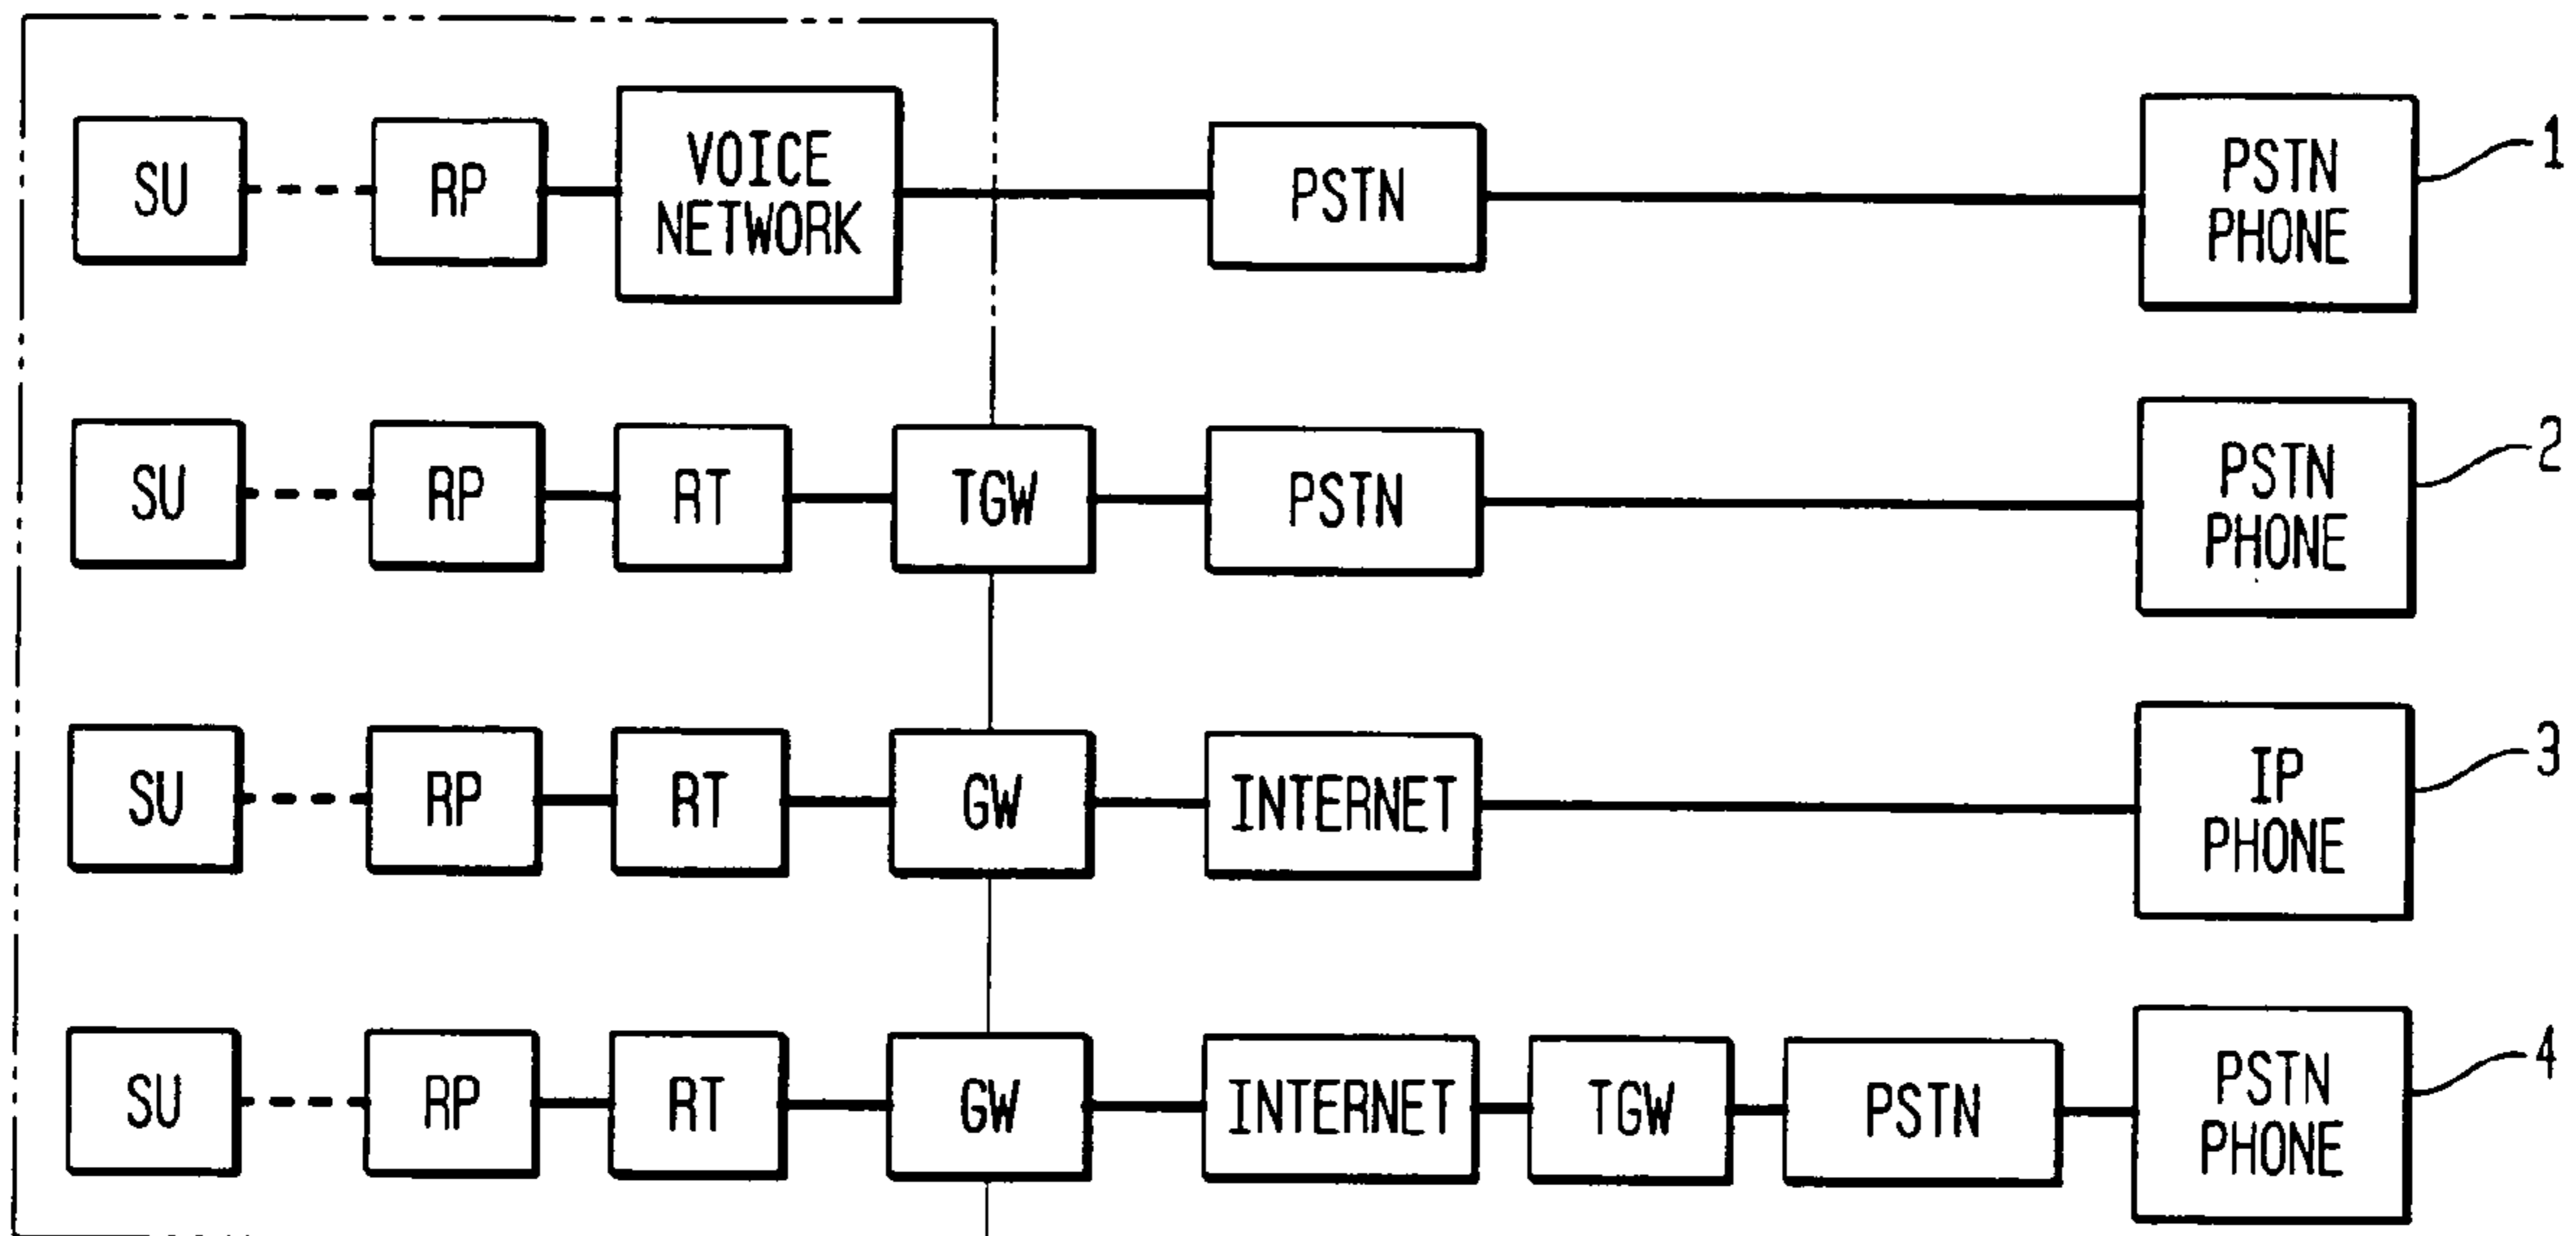 SU
RP
VOICE
NETWORK
PSTN
PSTN
PHONE
1
SU
RP
RT
TGW
PSTN
PSTN
PHONE
2
SU
RP
RT
GW
INTERNET
IP
PHONE
3
SU
RP
RT
GW
INTERNET
TGW
PSTN
PSTN
PHONE
4